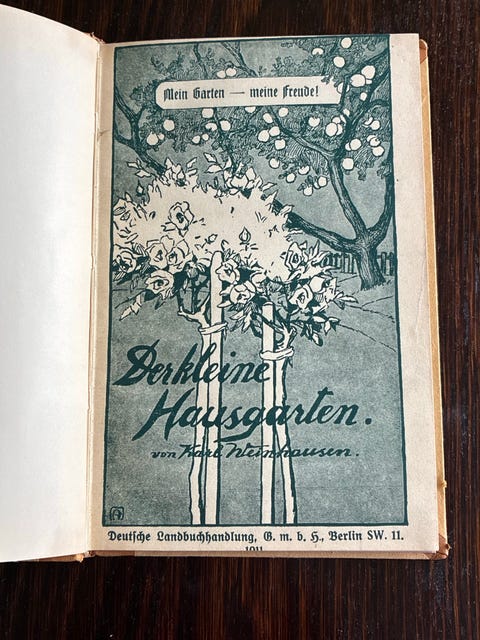 Mein Garten — meine Freude!
Der kleine
Hausgarten.
von Karl Weinhausen.
Deutsche Landbuchhandlung, G. m. b. H., Berlin SW. 11.
1911